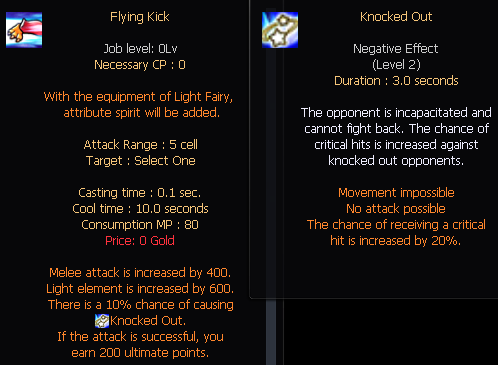 Flying Kick
Job level: 0Lv
Necessary CP : 0
With the equipment of Light Fairy,
attribute spirit will be added.
Attack Range : 5 cell
Target : Select One
Casting time : 0.1 sec.
Cool time : 10.0 seconds
Consumption MP : 80
Price: 0 Gold
Melee attack is increased by 400.
Light element is increased by 600.
There is a 10% chance of causing
Knocked Out.
If the attack is successful, you
earn 200 ultimate points.
Knocked Out
Negative Effect
(Level 2)
Duration : 3.0 seconds
The opponent is incapacitated and
cannot fight back. The chance of
critical hits is increased against
knocked out opponents.
Movement impossible
No attack possible
The chance of receiving a critical
hit is increased by 20%.